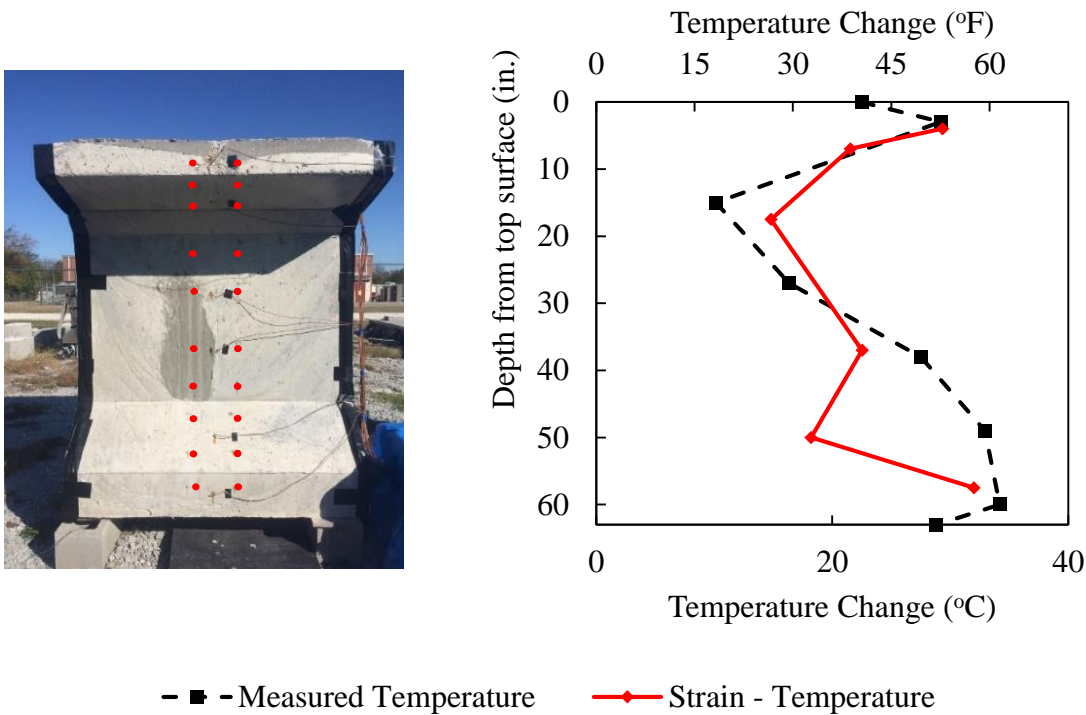 Temperature Change (°F)
0 15 30 45 60
Depth from top surface (in.)
0
10
20
30
40
50
60
0 20 40
Temperature Change (°C)
Measured Temperature
Strain - Temperature